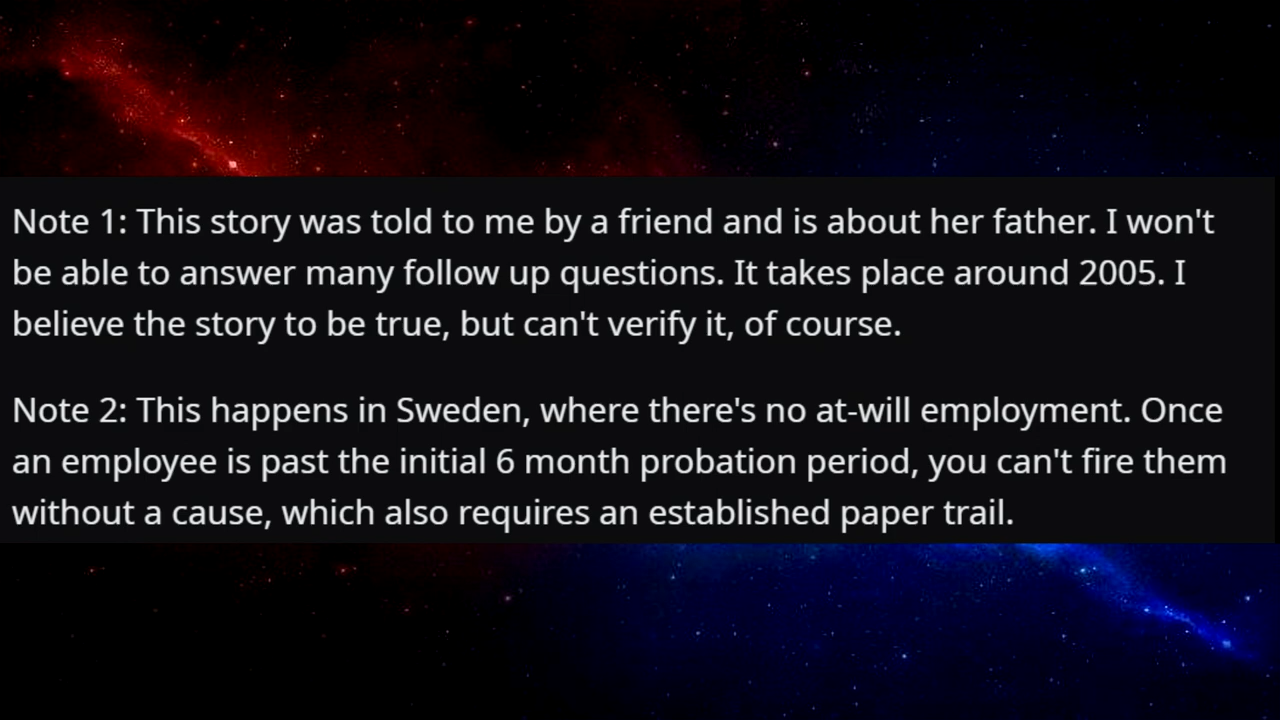 Note 1: This story was told to me by a friend and is about her father. I won't
be able to answer many follow up questions. It takes place around 2005. I
believe the story to be true, but can't verify it, of course.
Note 2: This happens in Sweden, where there's no at-will employment. Once
an employee is past the initial 6 month probation period, you can't fire them
without a cause, which also requires an established paper trail.